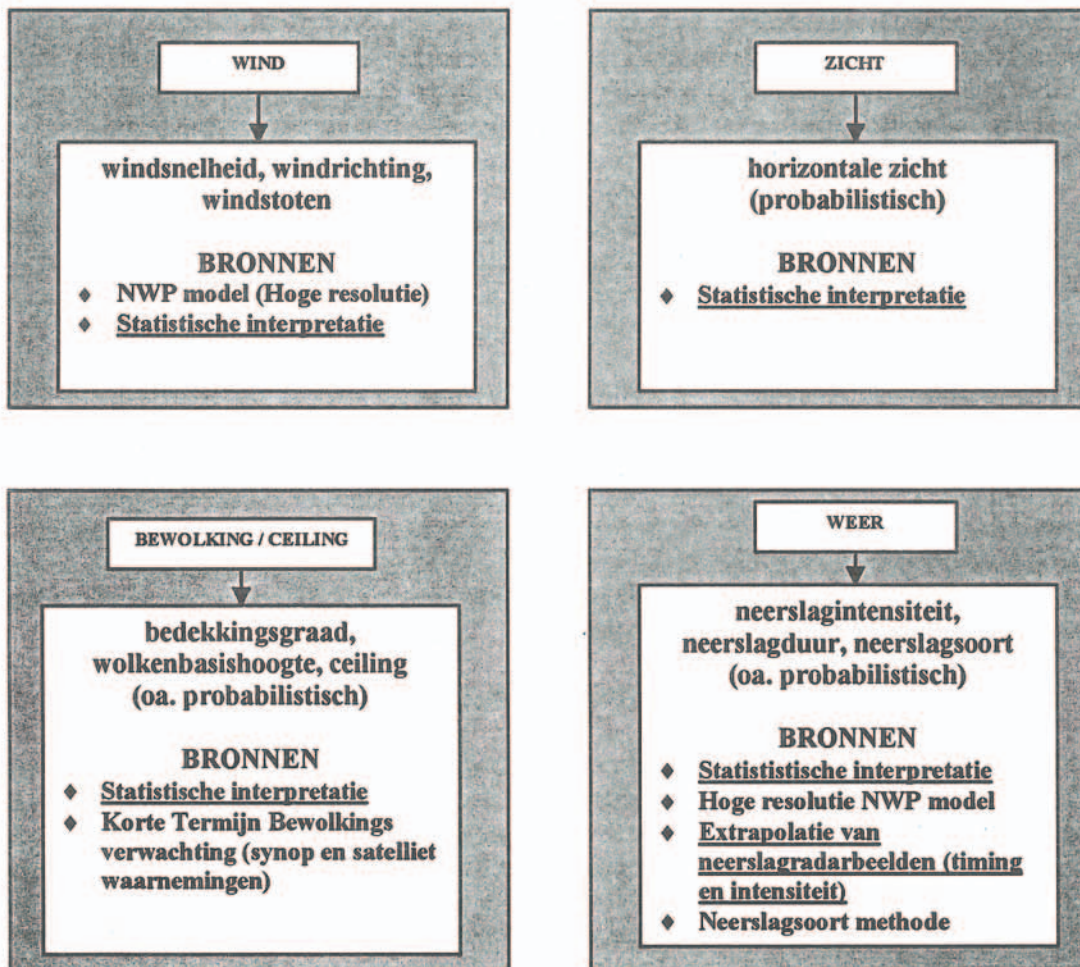 WIND
windsnelheid, windrichting,
windstoten
BRONNEN
♦ NWP model (Hoge resolutie)
♦ Statistische interpretatie
ZICHT
horizontale zicht
(probabilistisch)
BRONNEN
♦ Statistische interpretatie
BEWOLKING / CEILING
bedekkingsgraad,
wolkenbasishoogte, ceiling
(oa. probabilistisch)
BRONNEN
♦ Statistische interpretatie
♦ Korte Termijn Bewolkings
verwachting (synop en satelliet
waarnemingen)
WEER
neerslagintensiteit,
neerslagduur, neerslagsoort
(oa. probabilistisch)
BRONNEN
♦ Statististische interpretatie
♦ Hoge resolutie NWP model
♦ Extrapolatie van
neerslagradarbeelden (timing
en intensiteit)
♦ Neerslagsoort methode